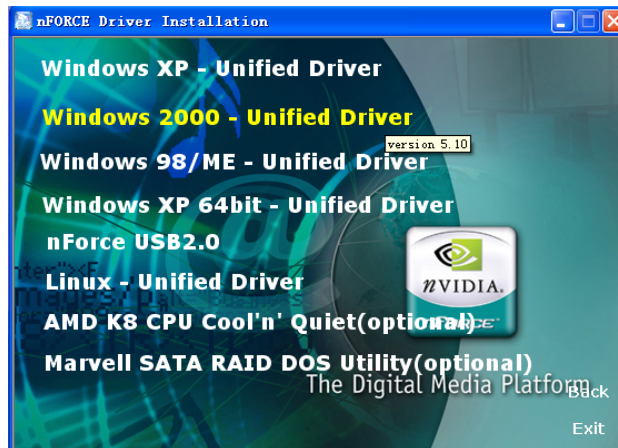 nFORCE Driver Installation
Windows XP - Unified Driver
Windows 2000 - Unified Driver
version 5.10
Windows 98/ME - Unified Driver
Windows XP 64bit - Unified Driver
nForce USB2.0
nVIDIA.
Linux - Unified Driver
AMD K8 CPU Cool'n' Quiet(optional)
nFORCE
Marvell SATA RAID DOS Utility(optional)
The Digital Media Platform
Back
Exit